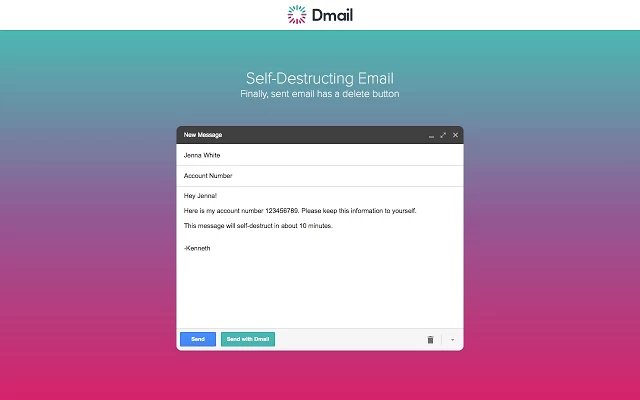 Dmail
Self-Destructing Email
Finally, sent email has a delete button
New Message
Jenna White
Account Number
Hey Jenna!
Here is my account number 123456789. Please keep this information to yourself.
This message will self-destruct in about 10 minutes.
-Kenneth
Send
Send with Dmail